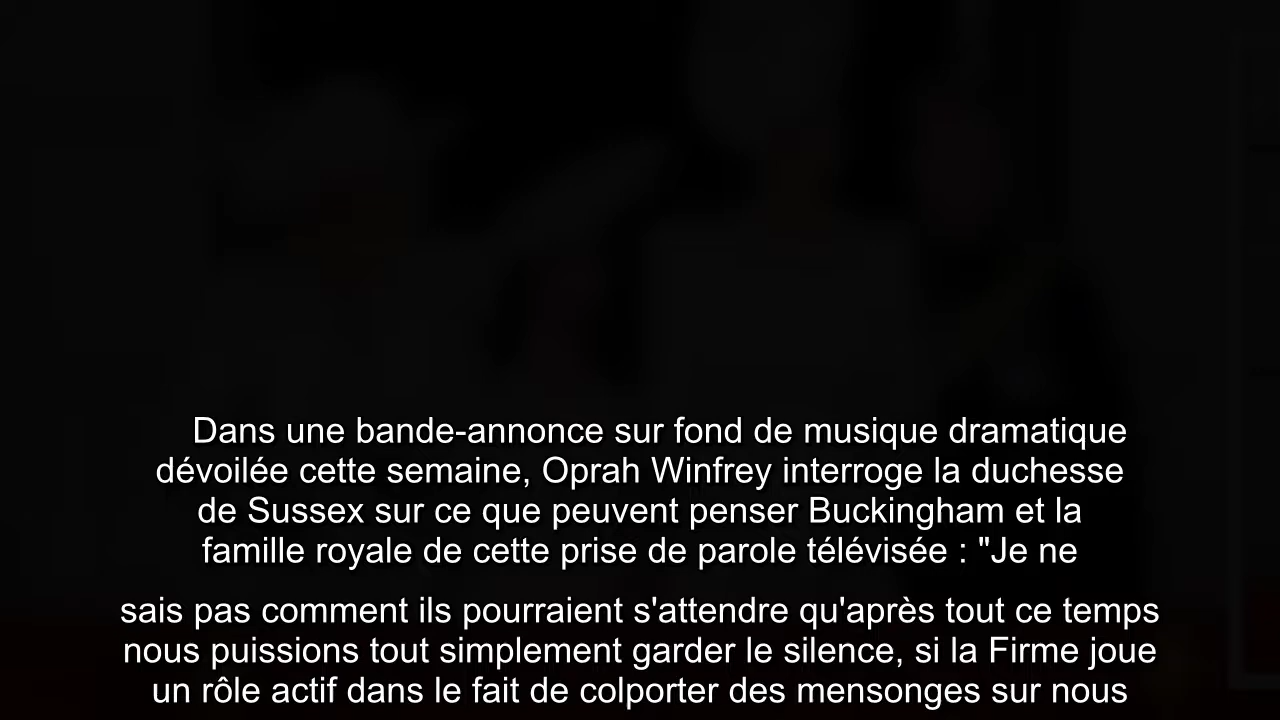 Dans une bande-annonce sur fond de musique dramatique
dévoilée cette semaine, Oprah Winfrey interroge la duchesse
de Sussex sur ce que peuvent penser Buckingham et la
famille royale de cette prise de parole télévisée : "Je ne
sais pas comment ils pourraient s'attendre qu'après tout ce temps
nous puissions tout simplement garder le silence, si la Firme joue
un rôle actif dans le fait de colporter des mensonges sur nous